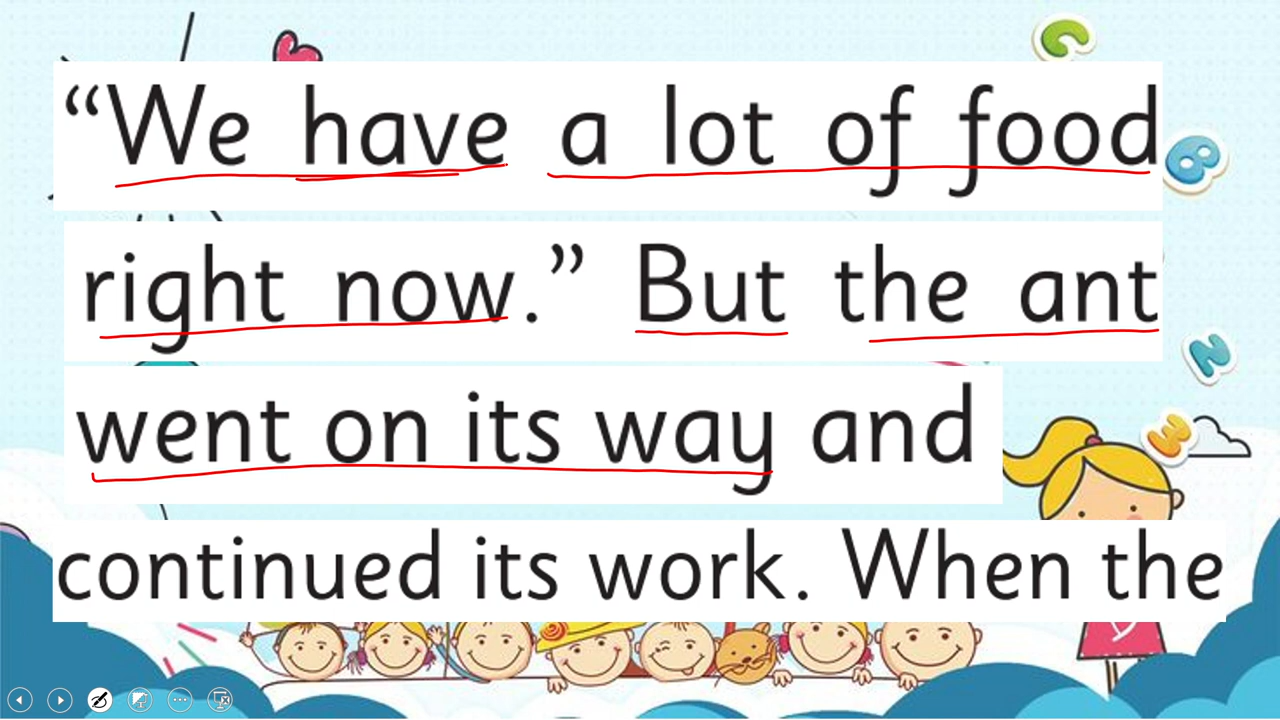 “We have a lot of food
right now.” But the ant
went on its way and
continued its work. When the